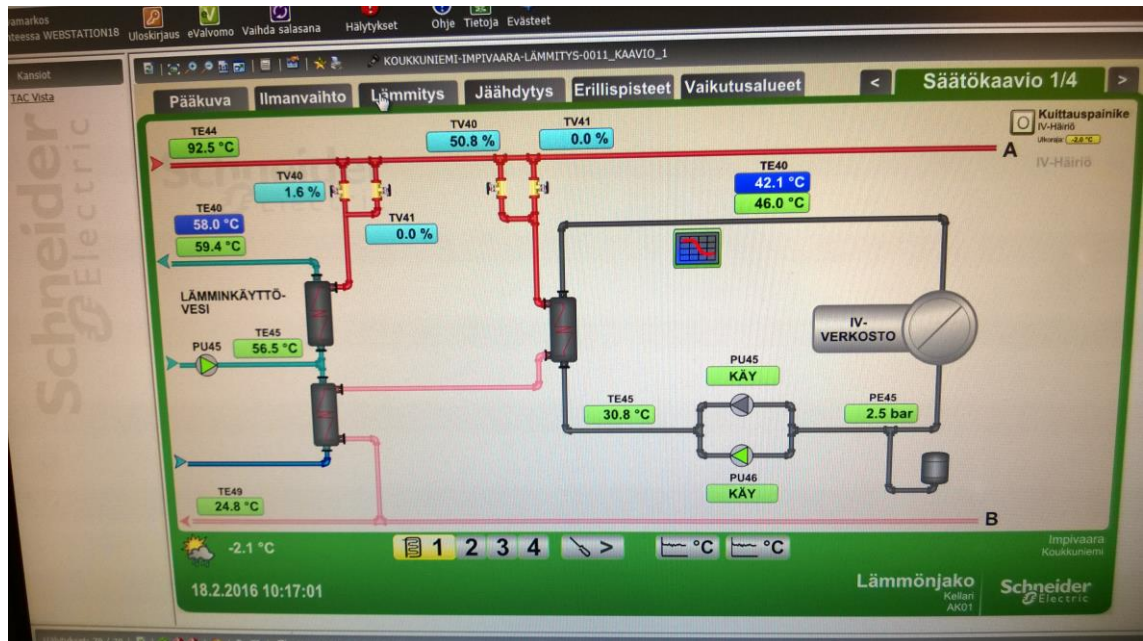 Uloskirjaus
eValvomo
Vaihda salasana
Hälytykset
Ohje
Tietoja
Evästeet
WEBSTATION18
Kansiot
TAC Vista
KOUKKUNIEMI-IMPIVAARA-LÄMMITYS-0011_KAAVIO_1
Pääkuva
Ilmanvaihto
Lämmitys
Jäähdytys
Erillispisteet
Vaikutusalueet
<
Säätökaavio 1/4
>
Kuittauspainike
IV-Häiriö
IV-Häiriö
TE44
92.5 °C
TV40
50.8 %
TV41
0.0 %
A
TV40
1.6 %
TE40
42.1 °C
46.0 °C
TE40
58.0 °C
59.4 °C
TV41
0.0 %
LÄMMINKÄYTTÖ-
VESI
PU45
TE45
56.5 °C
IV-
VERKOSTO
PU45
KÄY
TE45
30.8 °C
PE45
2.5 bar
PU46
KÄY
TE49
24.8 °C
B
-2.1 °C
1 2 3 4
>
°C
°C
Impivaara
Koukkuniemi
18.2.2016 10:17:01
Lämmönjako
Kellari
AK01
Schneider
Electric
Schneider
Electric
Schneider
Electric